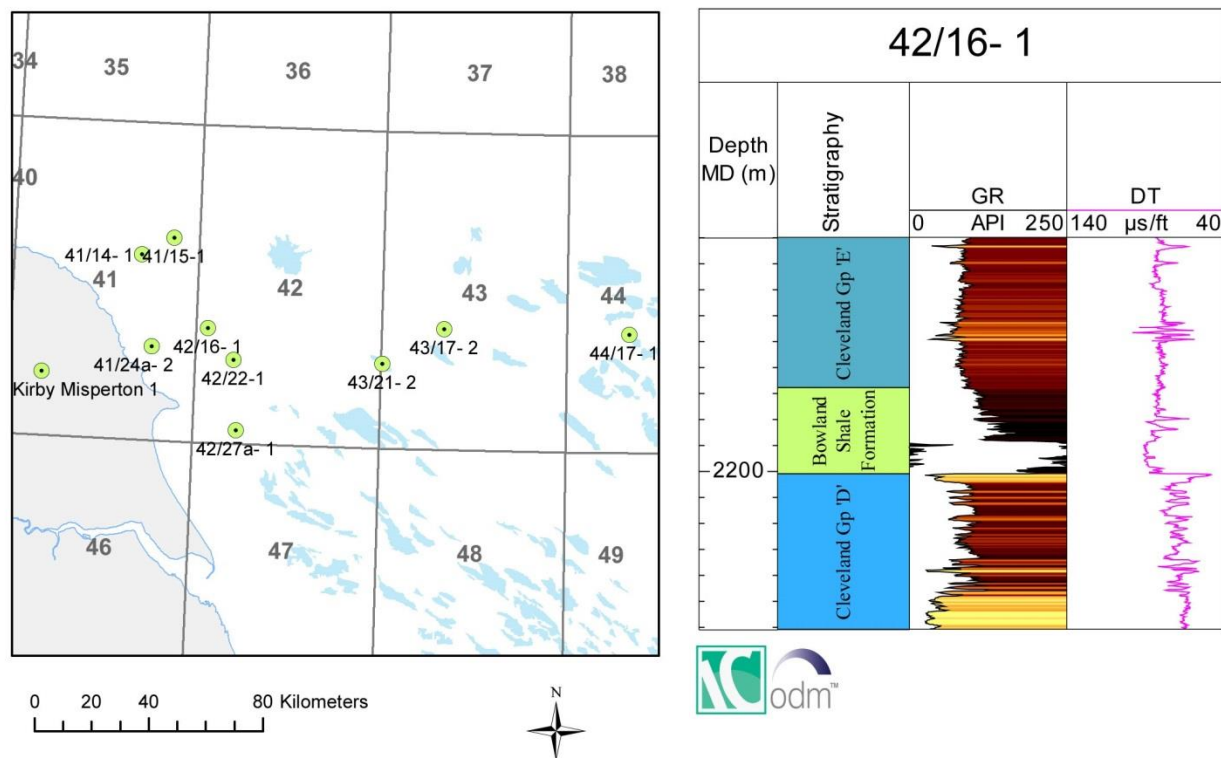 34
35
36
37
38
40
41/14- 1
41/15-1
41
42
43
44
42/16- 1
43/17- 2
44/17- 1
41/24a- 2
42/22-1
43/21- 2
Kirby Misperton 1
42/27a- 1
46
47
48
49
0 20 40 80 Kilometers
N
42/16- 1
Depth
MD (m)
Stratigraphy
GR
DT
0 API 250
140 µs/ft 40
Cleveland Gp 'E'
Bowland
Shale
Formation
2200
Cleveland Gp 'D'
IC
odm™